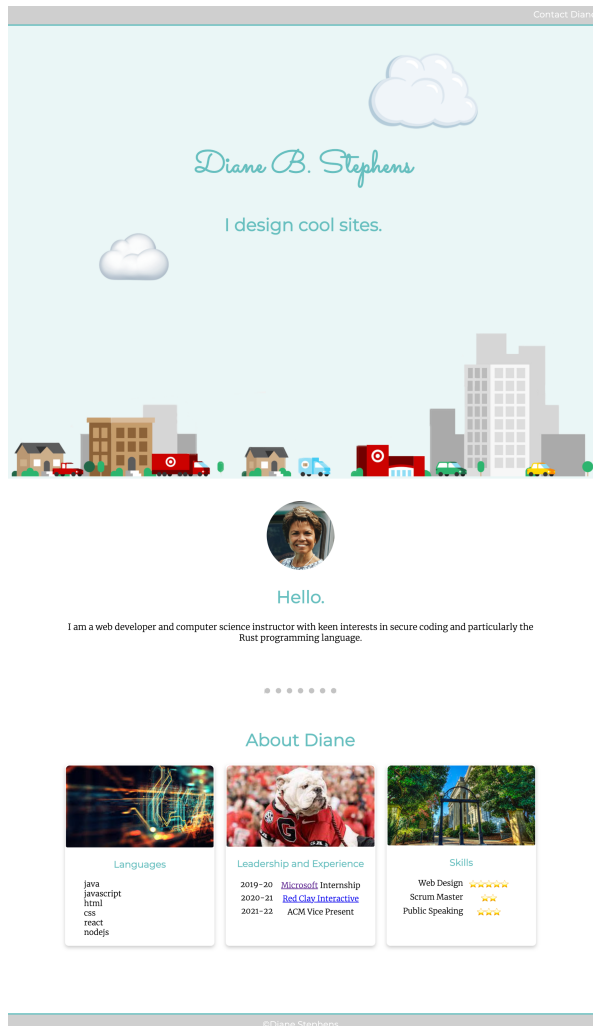 Contact Diane
Diane B. Stephens
I design cool sites.
Hello.
I am a web developer and computer science instructor with keen interests in secure coding and particularly the
Rust programming language.
About Diane
Languages
java
javascript
html
css
react
nodejs
G
Leadership and Experience
2019-20 Microsoft Internship
2020-21 Red Clay Interactive
2021-22 ACM Vice Present
Skills
Web Design
Scrum Master
Public Speaking
©Diane Stephens